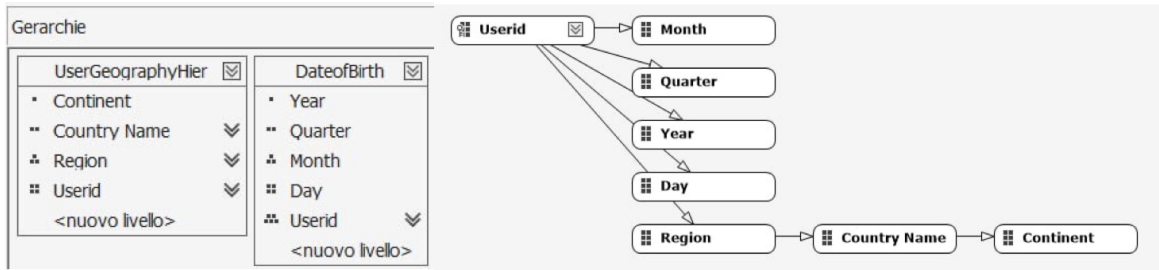 Gerarchie
UserGeographyHier
Continent
Country Name
Region
Userid
<nuovo livello>
DateofBirth
Year
Quarter
Month
Day
Userid
<nuovo livello>
Userid
Month
Quarter
Year
Day
Region
Country Name
Continent